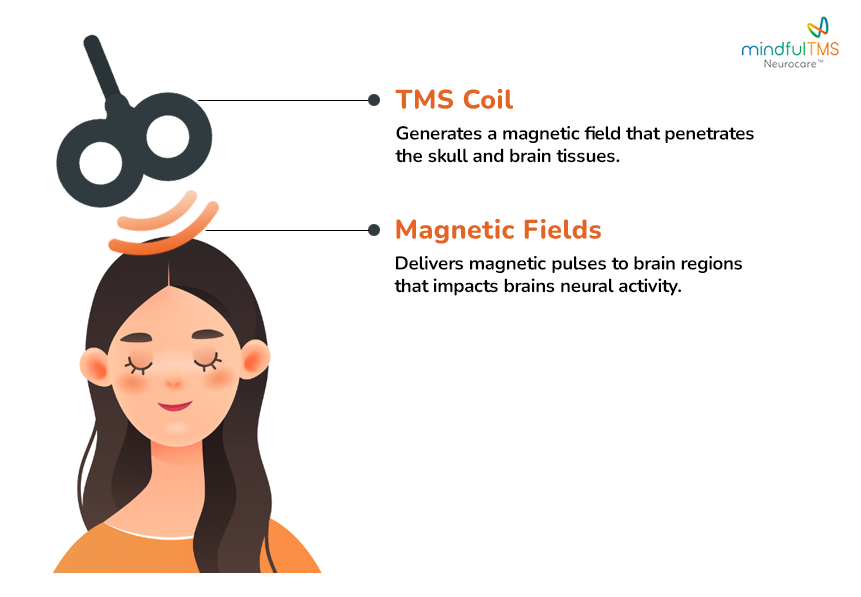 mindfulTMS
Neurocare™
TMS Coil
Generates a magnetic field that penetrates
the skull and brain tissues.
Magnetic Fields
Delivers magnetic pulses to brain regions
that impacts brains neural activity.